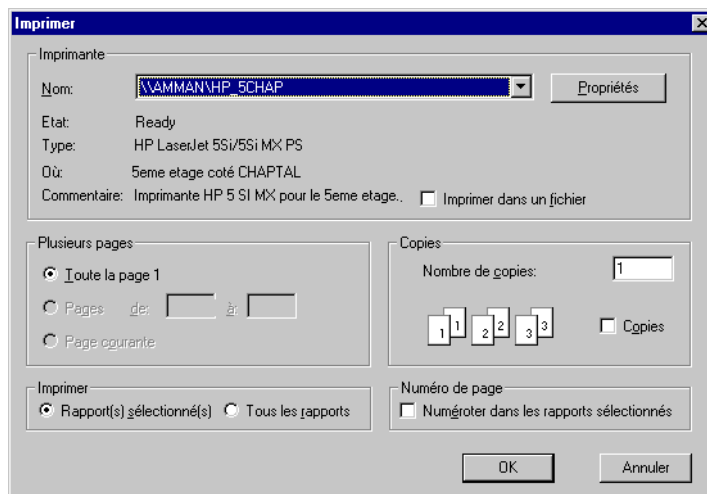 Imprimer
Imprimante
Nom: \\AMMAN\HP_5CHAP Propriétés
Etat: Ready
Type: HP LaserJet 5Si/5Si MX PS
Où: 5eme etage coté CHAPTAL
Commentaire: Imprimante HP 5 SI MX pour le 5eme etage.. Imprimer dans un fichier
Plusieurs pages
Toute la page 1
Pages de: à:
Page courante
Copies
Nombre de copies: 1
1 1 2 2 3 3 Copies
Imprimer
Rapport(s) sélectionné(s) Tous les rapports
Numéro de page
Numéroter dans les rapports sélectionnés
OK Annuler